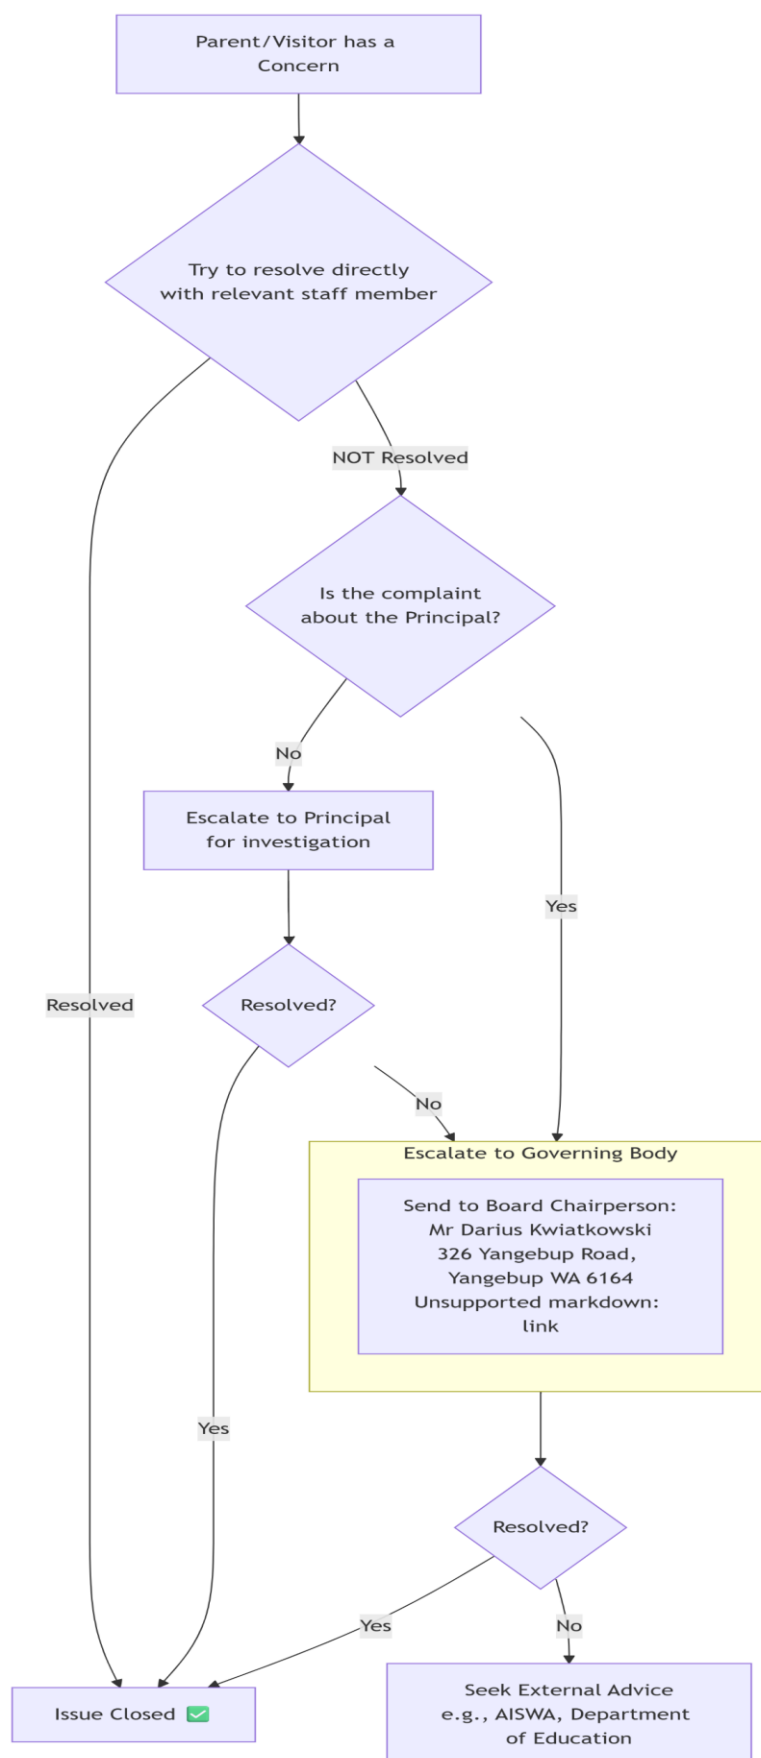 Parent/Visitor has a
Concern
Try to resolve directly
with relevant staff member
NOT Resolved
Is the complaint
about the Principal?
No
Escalate to Principal
for investigation
Yes
Resolved
Resolved?
No
Escalate to Governing Body
Send to Board Chairperson:
Mr Darius Kwiatkowski
326 Yangebup Road,
Yangebup WA 6164
Unsupported markdown:
link
Yes
Resolved?
Yes
No
Issue Closed ✅
Seek External Advice
e.g., AISWA, Department
of Education